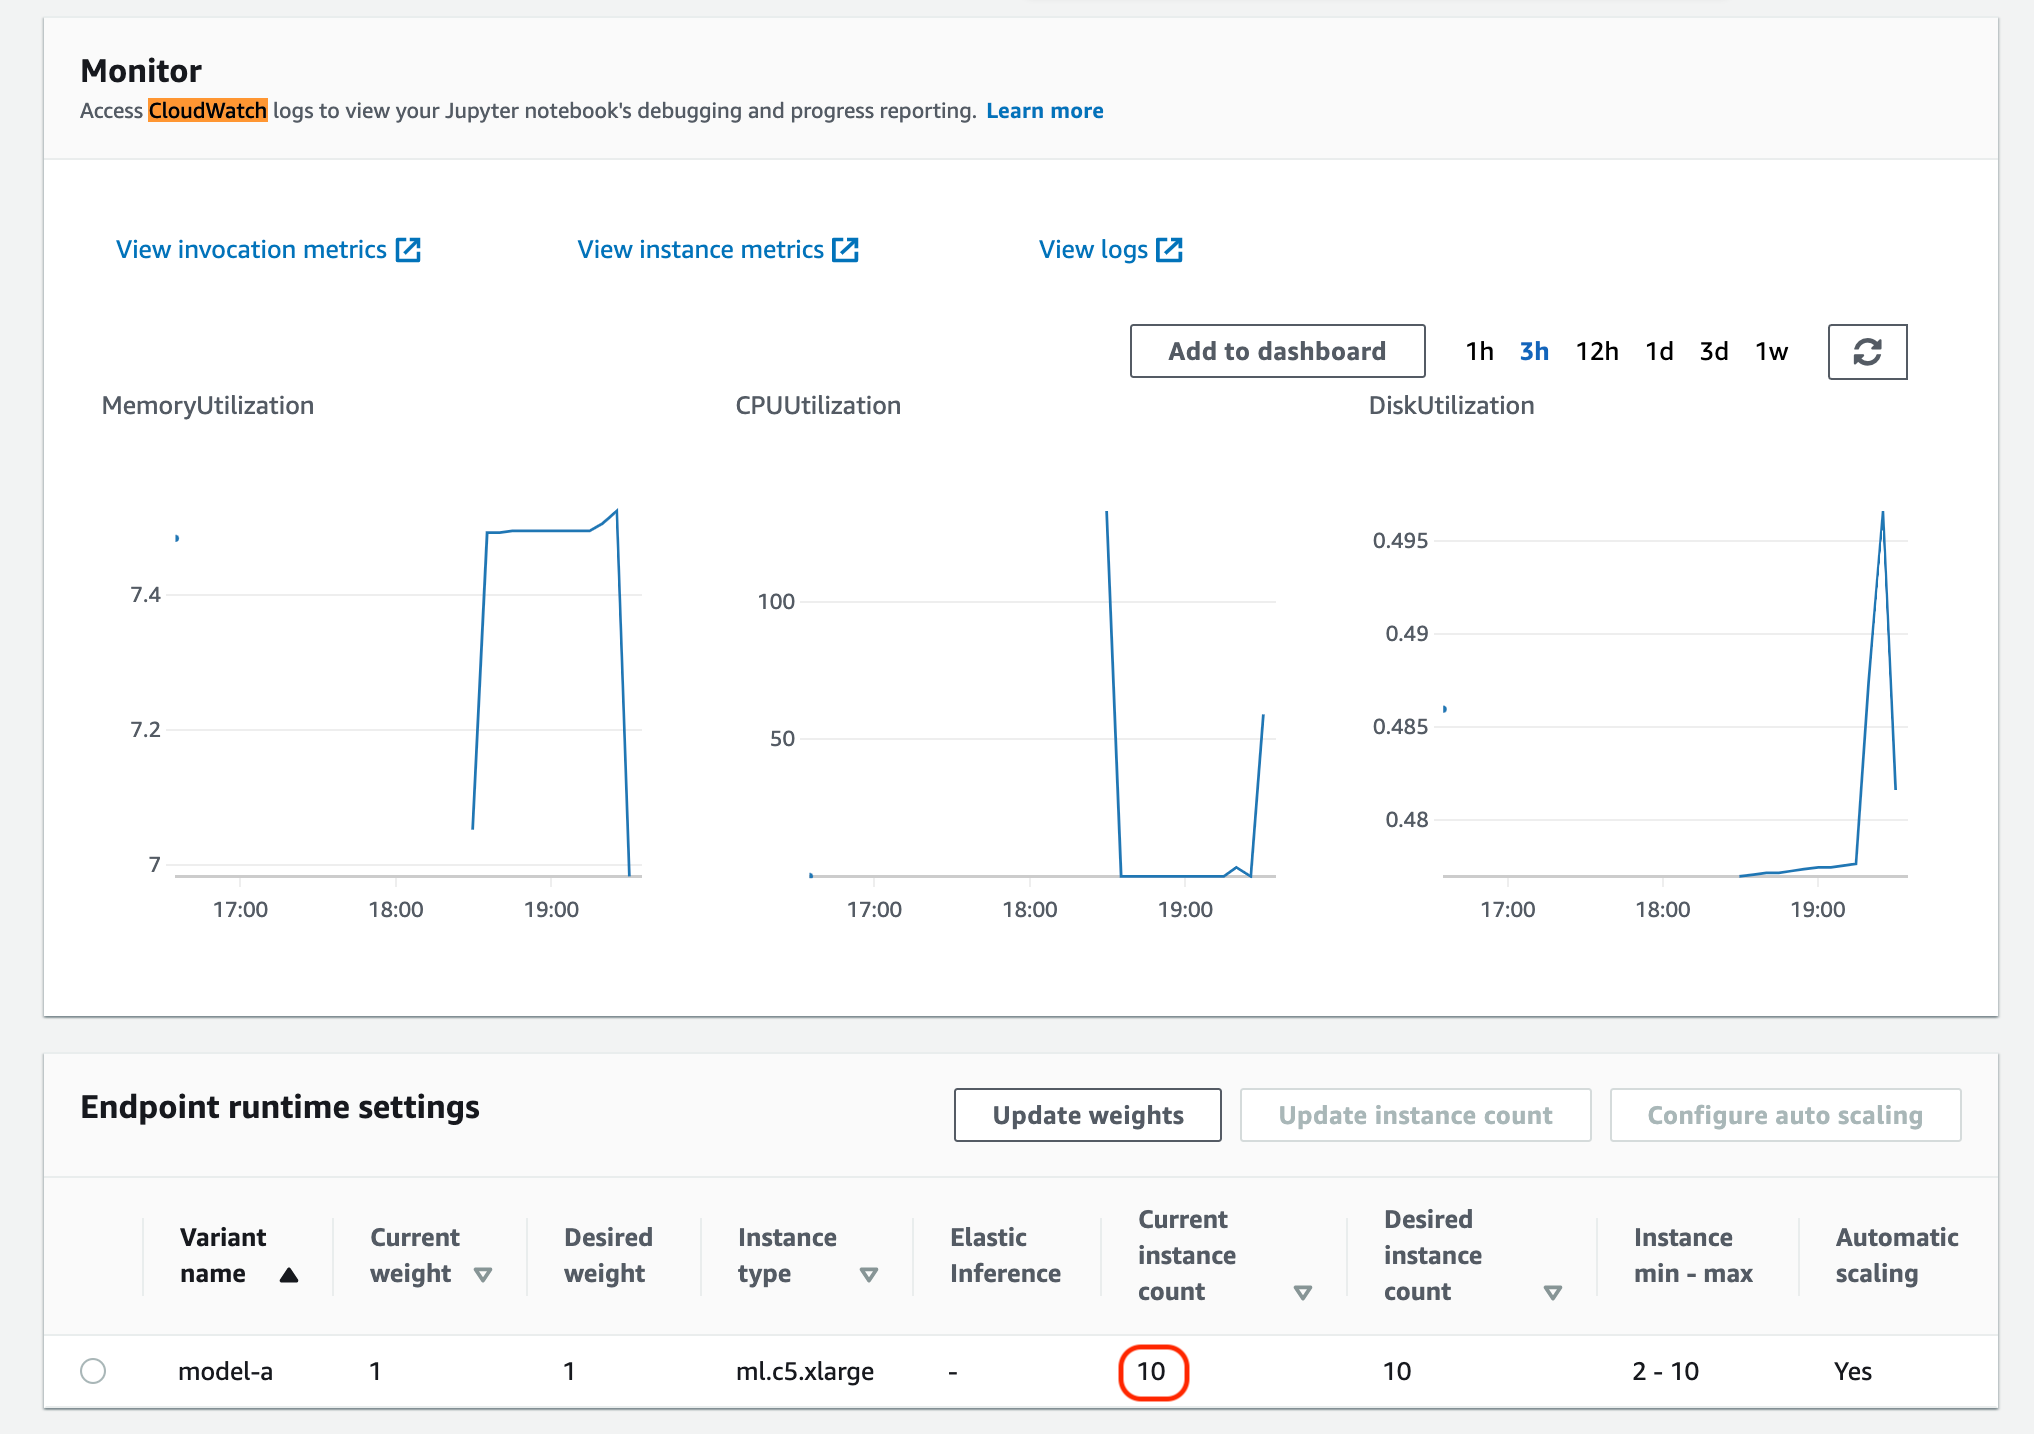 Monitor
Access CloudWatch logs to view your Jupyter notebook's debugging and progress reporting. Learn more
View invocation metrics
View instance metrics
View logs
Add to dashboard
1h 3h 12h 1d 3d 1w
MemoryUtilization
7.4
7.2
7
17:00 18:00 19:00
CPUUtilization
100
50
17:00 18:00 19:00
DiskUtilization
0.495
0.49
0.485
0.48
17:00 18:00 19:00
Endpoint runtime settings
Update weights
Update instance count
Configure auto scaling
Variant
name
Current
weight
Desired
weight
Instance
type
Elastic
Inference
Current
instance
count
Desired
instance
count
Instance
min - max
Automatic
scaling
model-a 1 1 ml.c5.xlarge - 10 10 2 - 10 Yes